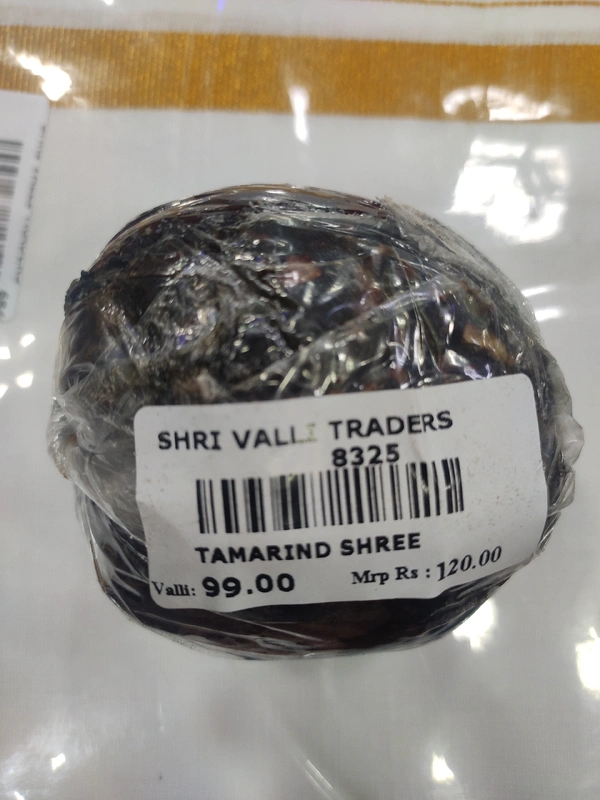 SHRI VALLI TRADERS
8325
TAMARIND SHREE
Valli: 99.00 Mrp Rs : 120.00